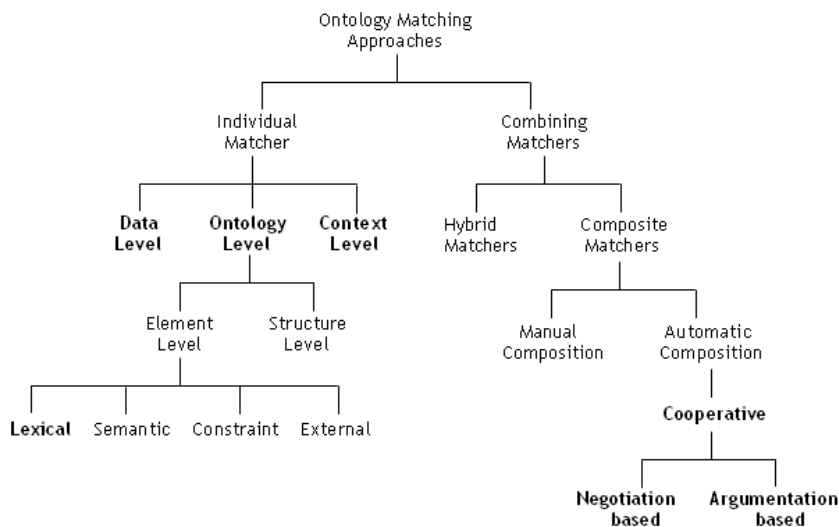 Ontology Matching
Approaches
Individual
Matcher
Combining
Matchers
Data
Level
Ontology
Level
Context
Level
Hybrid
Matchers
Composite
Matchers
Element
Level
Structure
Level
Manual
Composition
Automatic
Composition
Lexical
Semantic
Constraint
External
Cooperative
Negotiation
based
Argumentation
based